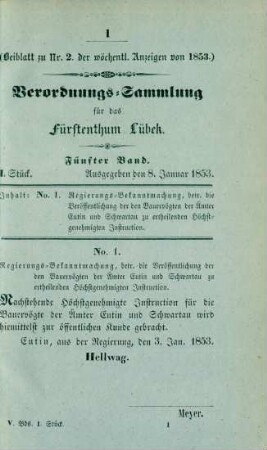 1
(Beiblatt zu Nr. 2. der wöchentl. Anzeigen von 1853.)
Verordnungs-Sammlung
für das
Fürstenthum Lübek.
Fünfter Band.
I. Stück. Ausgegeben den 8. Januar 1853.
Inhalt: No. 1. Regierungs-Bekanntmachung, betr. die
Veröffentlichung der den Bauervögten der Ämter
Eutin und Schwartau zu ertheilenden Höchst-
genehmigten Instruction.
No. 1.
Regierungs-Bekanntmachung, betr. die Veröffentlichung der
den Bauervögten der Ämter Eutin und Schwartau zu
ertheilenden Höchstgenehmigten Instruction.
Nachstehende Höchstgenehmigte Instruction für die
Bauervögte der Ämter Eutin und Schwartau wird
hiemittelst zur öffentlichen Kunde gebracht.
Eutin, aus der Regierung, den 3. Jan. 1853.
Hellwag.
Meyer.
V. Bds. 1. Stück. 1